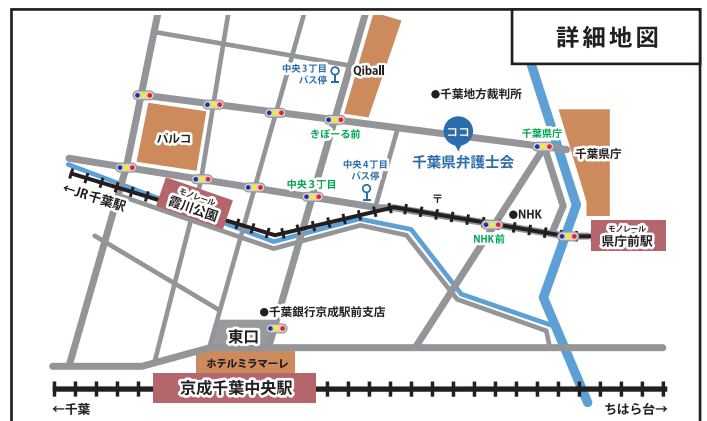 詳細地図
中央3丁目
バス停
Qiball
●千葉地方裁判所
ココ
千葉県弁護士会
千葉県庁
千葉県庁
パルコ
きぼーる前
中央4丁目
バス停
中央3丁目
←JR千葉駅
モノレール
霞川公園
〒
●NHK
NHK前
モノレール
県庁前駅
●千葉銀行京成駅前支店
東口
ホテルミラマーレ
京成千葉中央駅
←千葉
ちはら台→